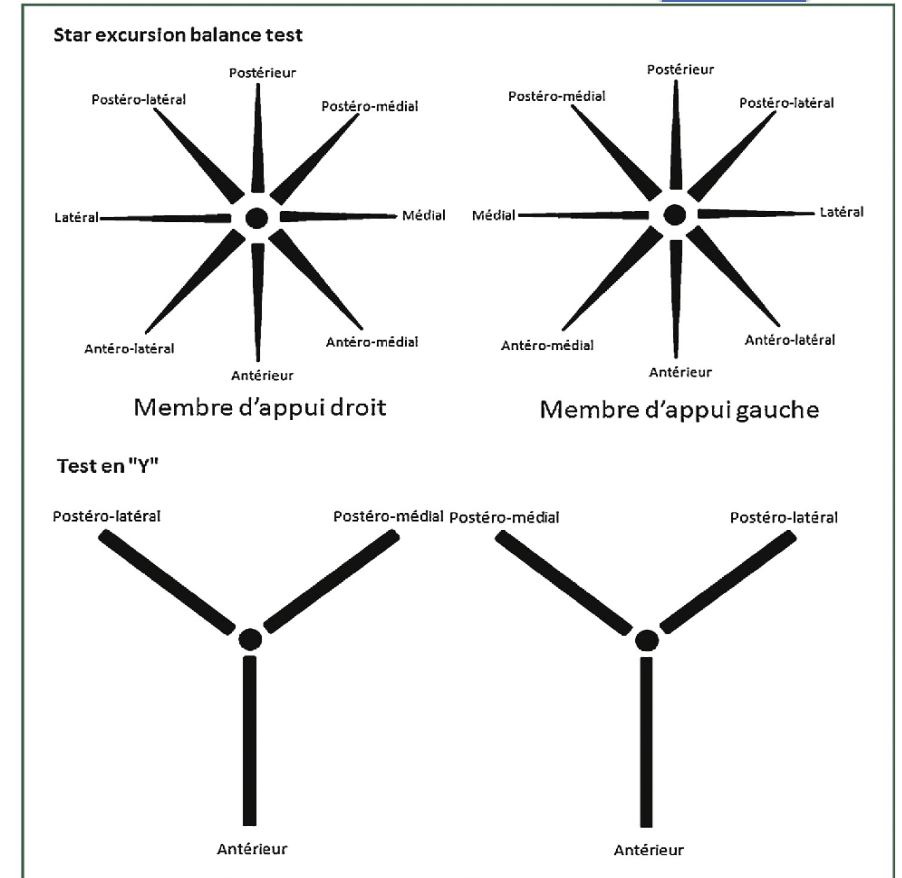 Star excursion balance test
Postérieur
Postéro-latéral
Postéro-médial
Latéral
Médial
Antéro-latéral
Antéro-médial
Antérieur
Membre d'appui droit
Postérieur
Postéro-médial
Postéro-latéral
Médial
Latéral
Antéro-médial
Antéro-latéral
Antérieur
Membre d'appui gauche
Test en "Y"
Postéro-latéral
Postéro-médial
Antérieur
Postéro-médial
Postéro-latéral
Antérieur